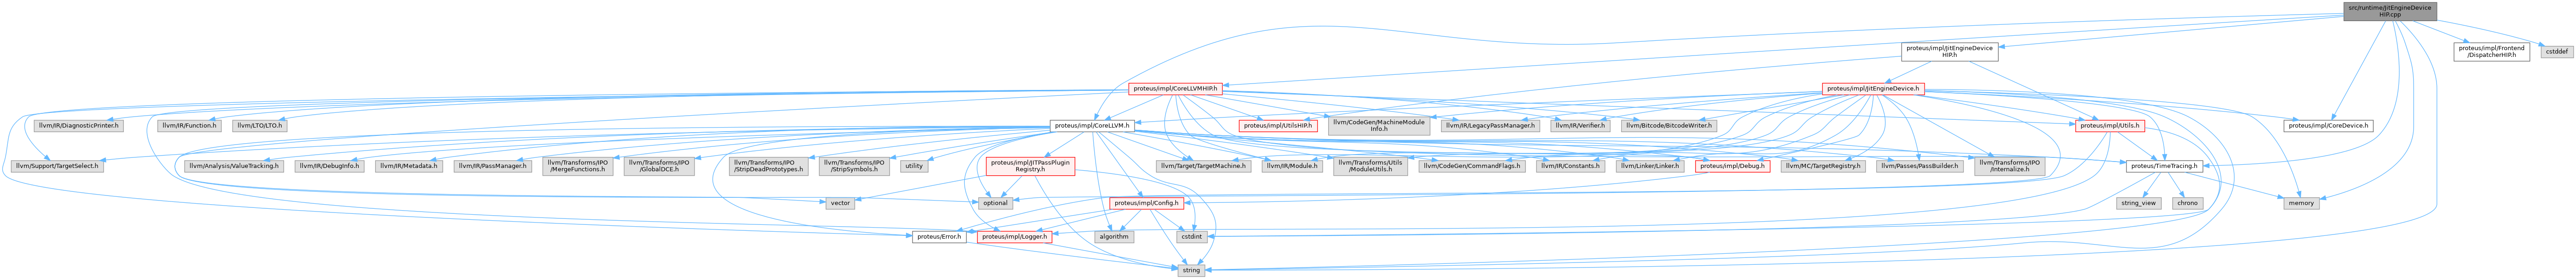 src/runtime/JitEngineDevice
HIP.cpp
proteus/impl/JitEngineDevice
HIP.h
proteus/impl/Frontend
/DispatcherHIP.h
cstddef
proteus/impl/CoreLLVMHIP.h
proteus/impl/JitEngineDevice.h
llvm/IR/DiagnosticPrinter.h
llvm/IR/Function.h
llvm/LTO/LTO.h
proteus/impl/CoreLLVM.h
proteus/impl/UtilsHIP.h
llvm/CodeGen/MachineModule
Info.h
llvm/IR/LegacyPassManager.h
llvm/IR/Verifier.h
llvm/Bitcode/BitcodeWriter.h
proteus/impl/Utils.h
proteus/impl/CoreDevice.h
llvm/Support/TargetSelect.h
llvm/Analysis/ValueTracking.h
llvm/IR/DebugInfo.h
llvm/IR/Metadata.h
llvm/IR/PassManager.h
llvm/Transforms/IPO
/MergeFunctions.h
llvm/Transforms/IPO
/GlobalDCE.h
llvm/Transforms/IPO
/StripDeadPrototypes.h
llvm/Transforms/IPO
/StripSymbols.h
utility
proteus/impl/JITPassPlugin
Registry.h
llvm/Target/TargetMachine.h
llvm/IR/Module.h
llvm/Transforms/Utils
/ModuleUtils.h
llvm/CodeGen/CommandFlags.h
llvm/IR/Constants.h
llvm/Linker/Linker.h
proteus/impl/Debug.h
llvm/MC/TargetRegistry.h
llvm/Passes/PassBuilder.h
llvm/Transforms/IPO
/Internalize.h
proteus/TimeTracing.h
vector
optional
proteus/impl/Config.h
string_view
chrono
memory
proteus/Error.h
proteus/impl/Logger.h
algorithm
cstdint
string